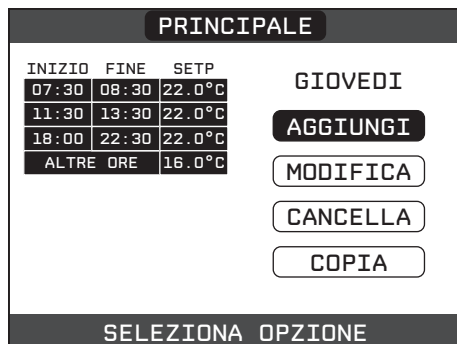 PRINCIPALE
INIZIO FINE SETP
07:30 08:30 22.0°C
11:30 13:30 22.0°C
18:00 22:30 22.0°C
ALTRE ORE 16.0°C
GIOVEDI
AGGIUNGI
MODIFICA
CANCELLA
COPIA
SELEZIONA OPZIONE